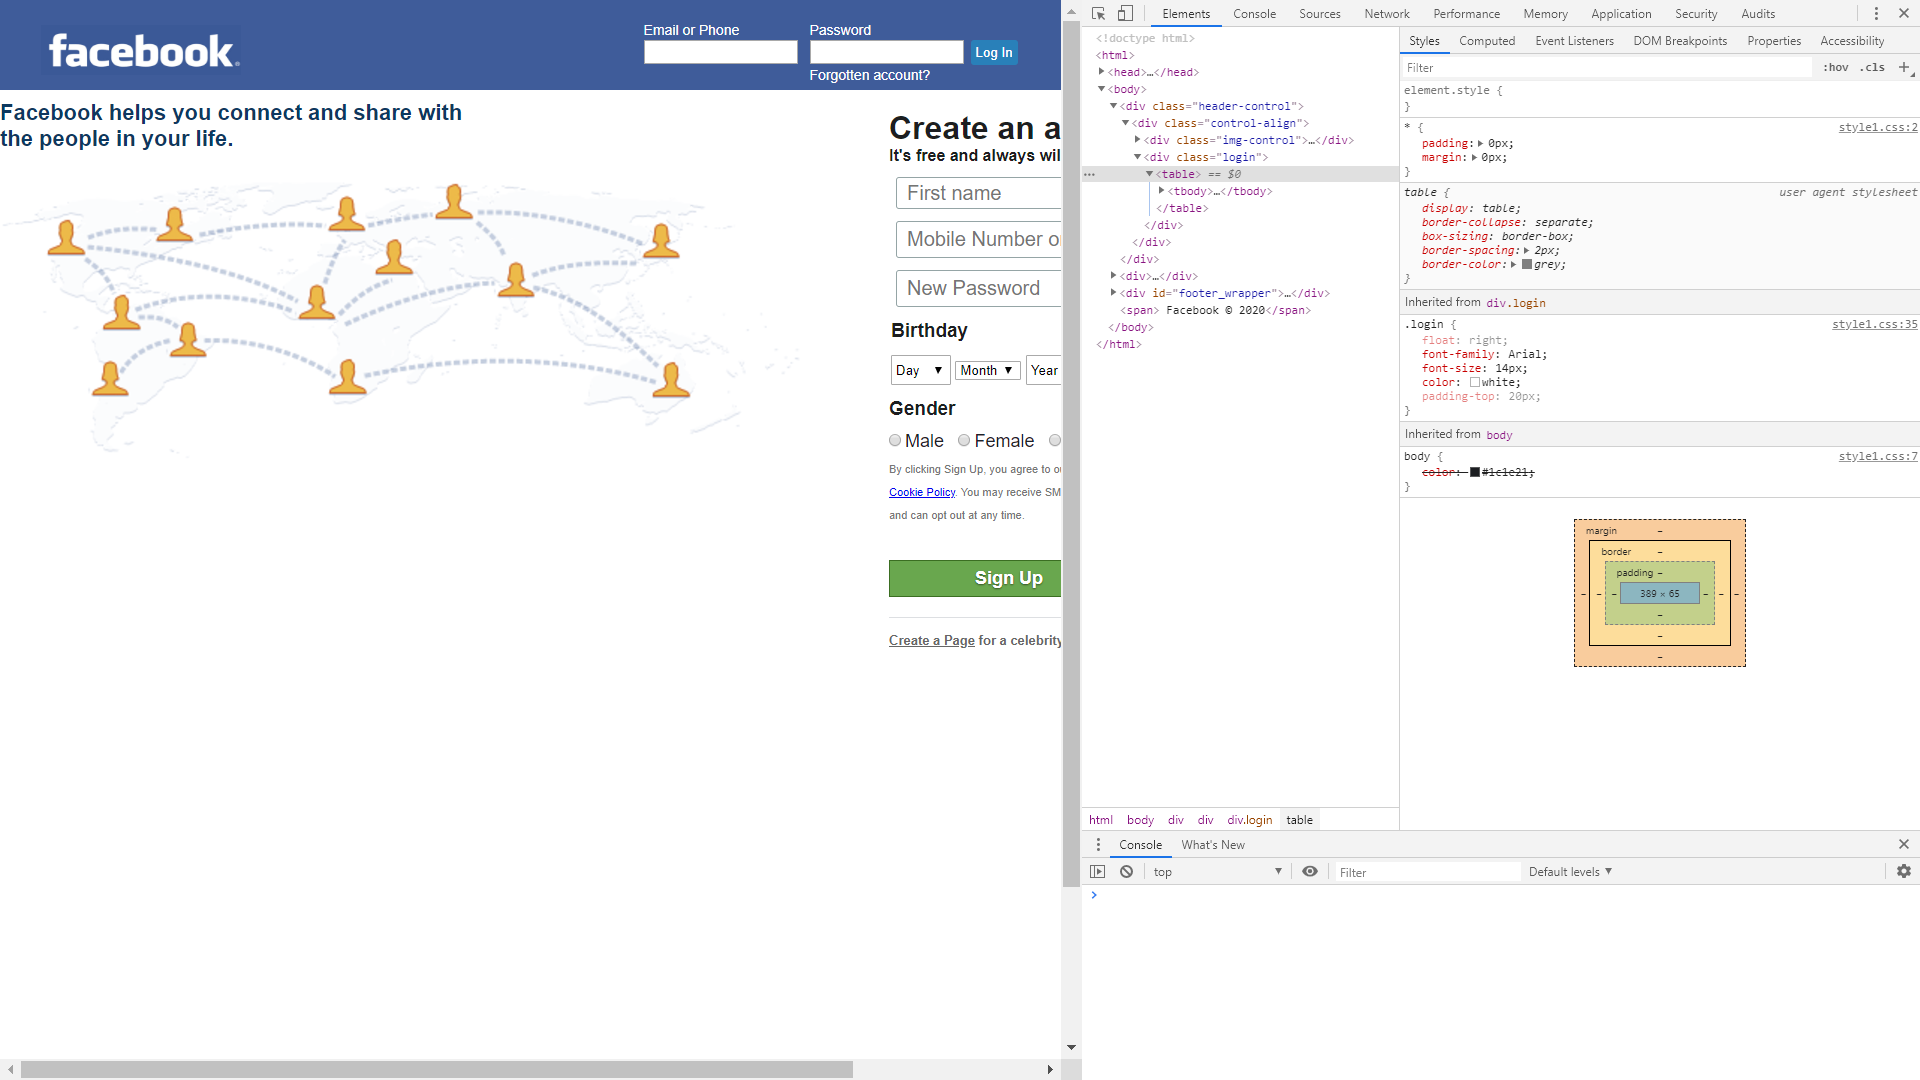 facebook.
Email or Phone
Password
Log In
Forgotten account?
Facebook helps you connect and share with
the people in your life.
Create an a
It's free and always wil
First name
Mobile Number o
New Password
Birthday
Day ▼
Month ▼
Year
Gender
Male
Female
By clicking Sign Up, you agree to o
Cookie Policy. You may receive SM
and can opt out at any time.
Sign Up
Create a Page for a celebrity
Elements
Console
Sources
Network
Performance
Memory
Application
Security
Audits
<!doctype html>
<html>
<head>…</head>
<body>
<div class="header-control">
<div class="control-align">
<div class="img-control">…</div>
<div class="login">
<table> == $0
<tbody>…</tbody>
</table>
</div>
</div>
</div>
<div>…</div>
<div id="footer_wrapper">…</div>
<span> Facebook © 2020</span>
</body>
</html>
html
body
div
div
div.login
table
Styles
Computed
Event Listeners
DOM Breakpoints
Properties
Accessibility
Filter
:hov
.cls
+
element.style {
}
* {
style1.css:2
padding: 0px;
margin: 0px;
}
table {
user agent stylesheet
display: table;
border-collapse: separate;
box-sizing: border-box;
border-spacing: 2px;
border-color: grey;
}
Inherited from div.login
.login {
style1.css:35
float: right;
font-family: Arial;
font-size: 14px;
color: white;
padding-top: 20px;
}
Inherited from body
body {
style1.css:7
color: #1c1e21;
}
margin –
border –
padding –
– – – 389 × 65 – – –
–
–
–
Console
What's New
top
Filter
Default levels ▼
>